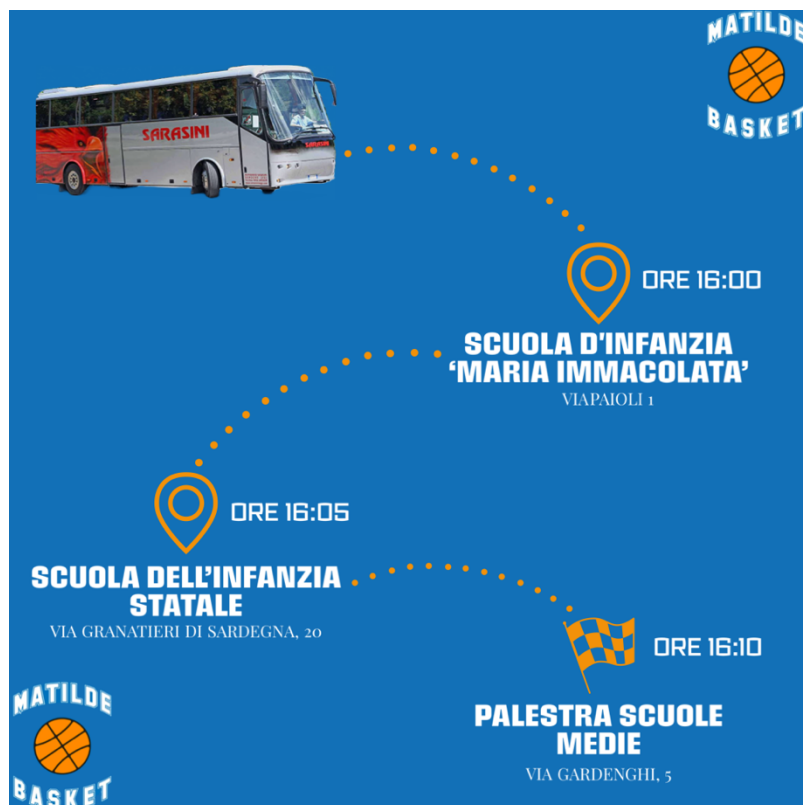 MATILDE
BASKET
SARASINI
SARASINI
ORE 16:00
SCUOLA D'INFANZIA
‘MARIA IMMACOLATA’
VIAPAIOLI 1
ORE 16:05
SCUOLA DELL’INFANZIA
STATALE
VIA GRANATIERI DI SARDEGNA, 20
ORE 16:10
PALESTRA SCUOLE
MEDIE
VIA GARDENGHI, 5
MATILDE
BASKET